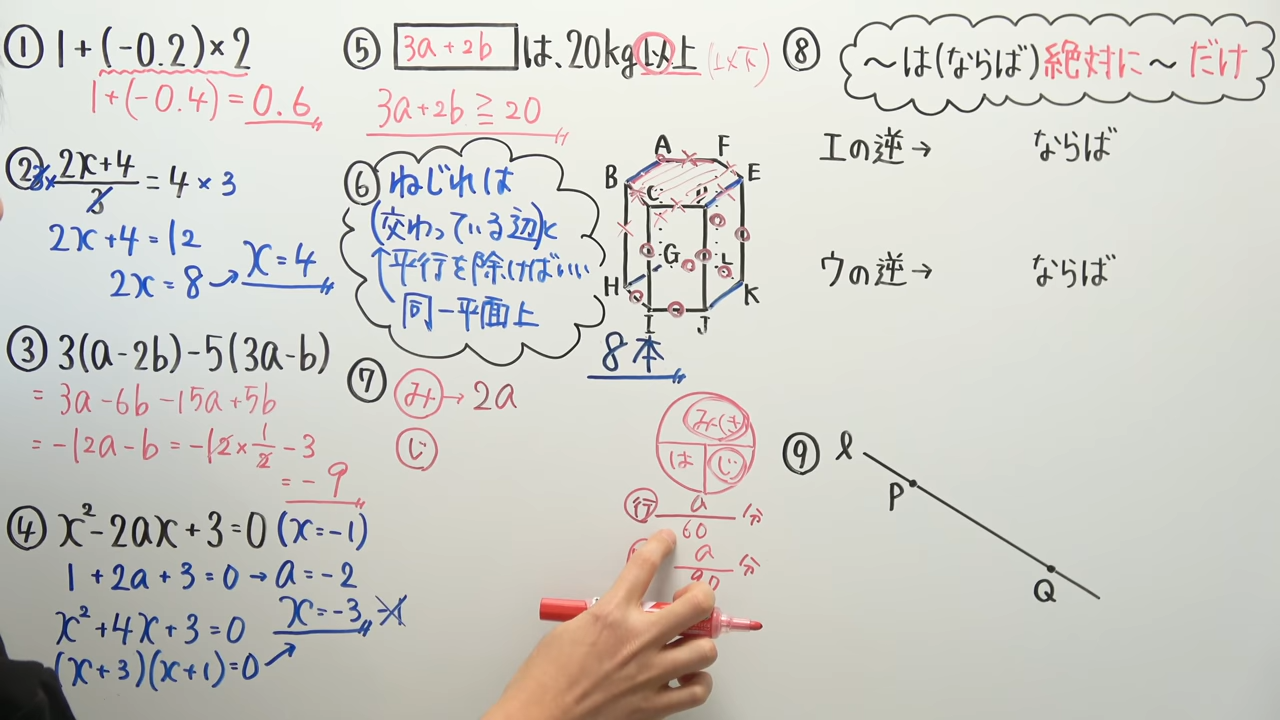 ① 1+(-0.2)×2
1+(-0.4)=0.6
② 3× 2x+4/3 = 4 ×3
2x+4=12
2x=8 → x=4
③ 3(a-2b)-5(3a-b)
= 3a-6b-15a+5b
= -12a-b = -12×1/2-3
= -9
④ x²-2ax+3=0 (x=-1)
1+2a+3=0 → a=-2
x²+4x+3=0
(x+3)(x+1)=0 → x=-3, -1
⑤ 3a+2b は、20kg以上 (以下)
3a+2b≧20
⑥ ねじれは
(交わっている辺)と
↑平行を除けばいい
同一平面上
A F
B E
C D
G L
H K
I J
8本
⑦ み → 2a
じ
みちき
は じ
行 a/60 分
a/90 分
⑧ 〜は(ならば)絶対に〜だけ
エの逆→ ならば
ウの逆→ ならば
⑨ ℓ
P
Q